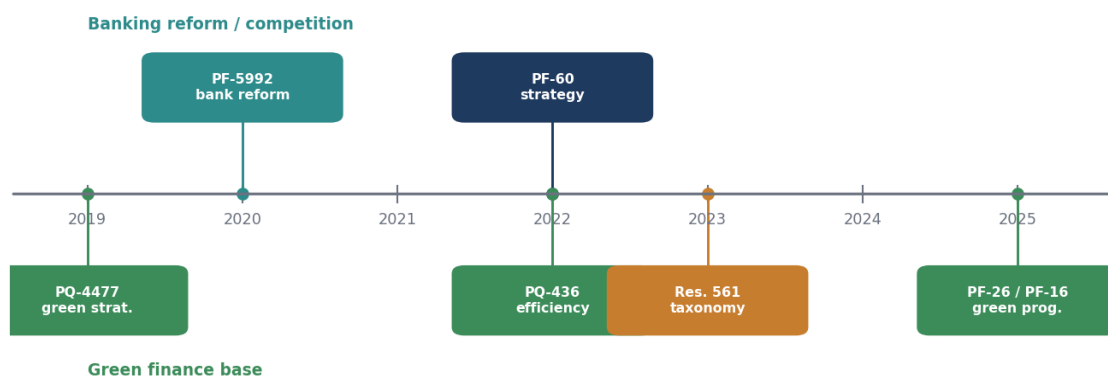 Banking reform / competition
PF-5992
bank reform
PF-60
strategy
2019
2020
2021
2022
2023
2024
2025
PQ-4477
green strat.
PQ-436
efficiency
Res. 561
taxonomy
PF-26 / PF-16
green prog.
Green finance base